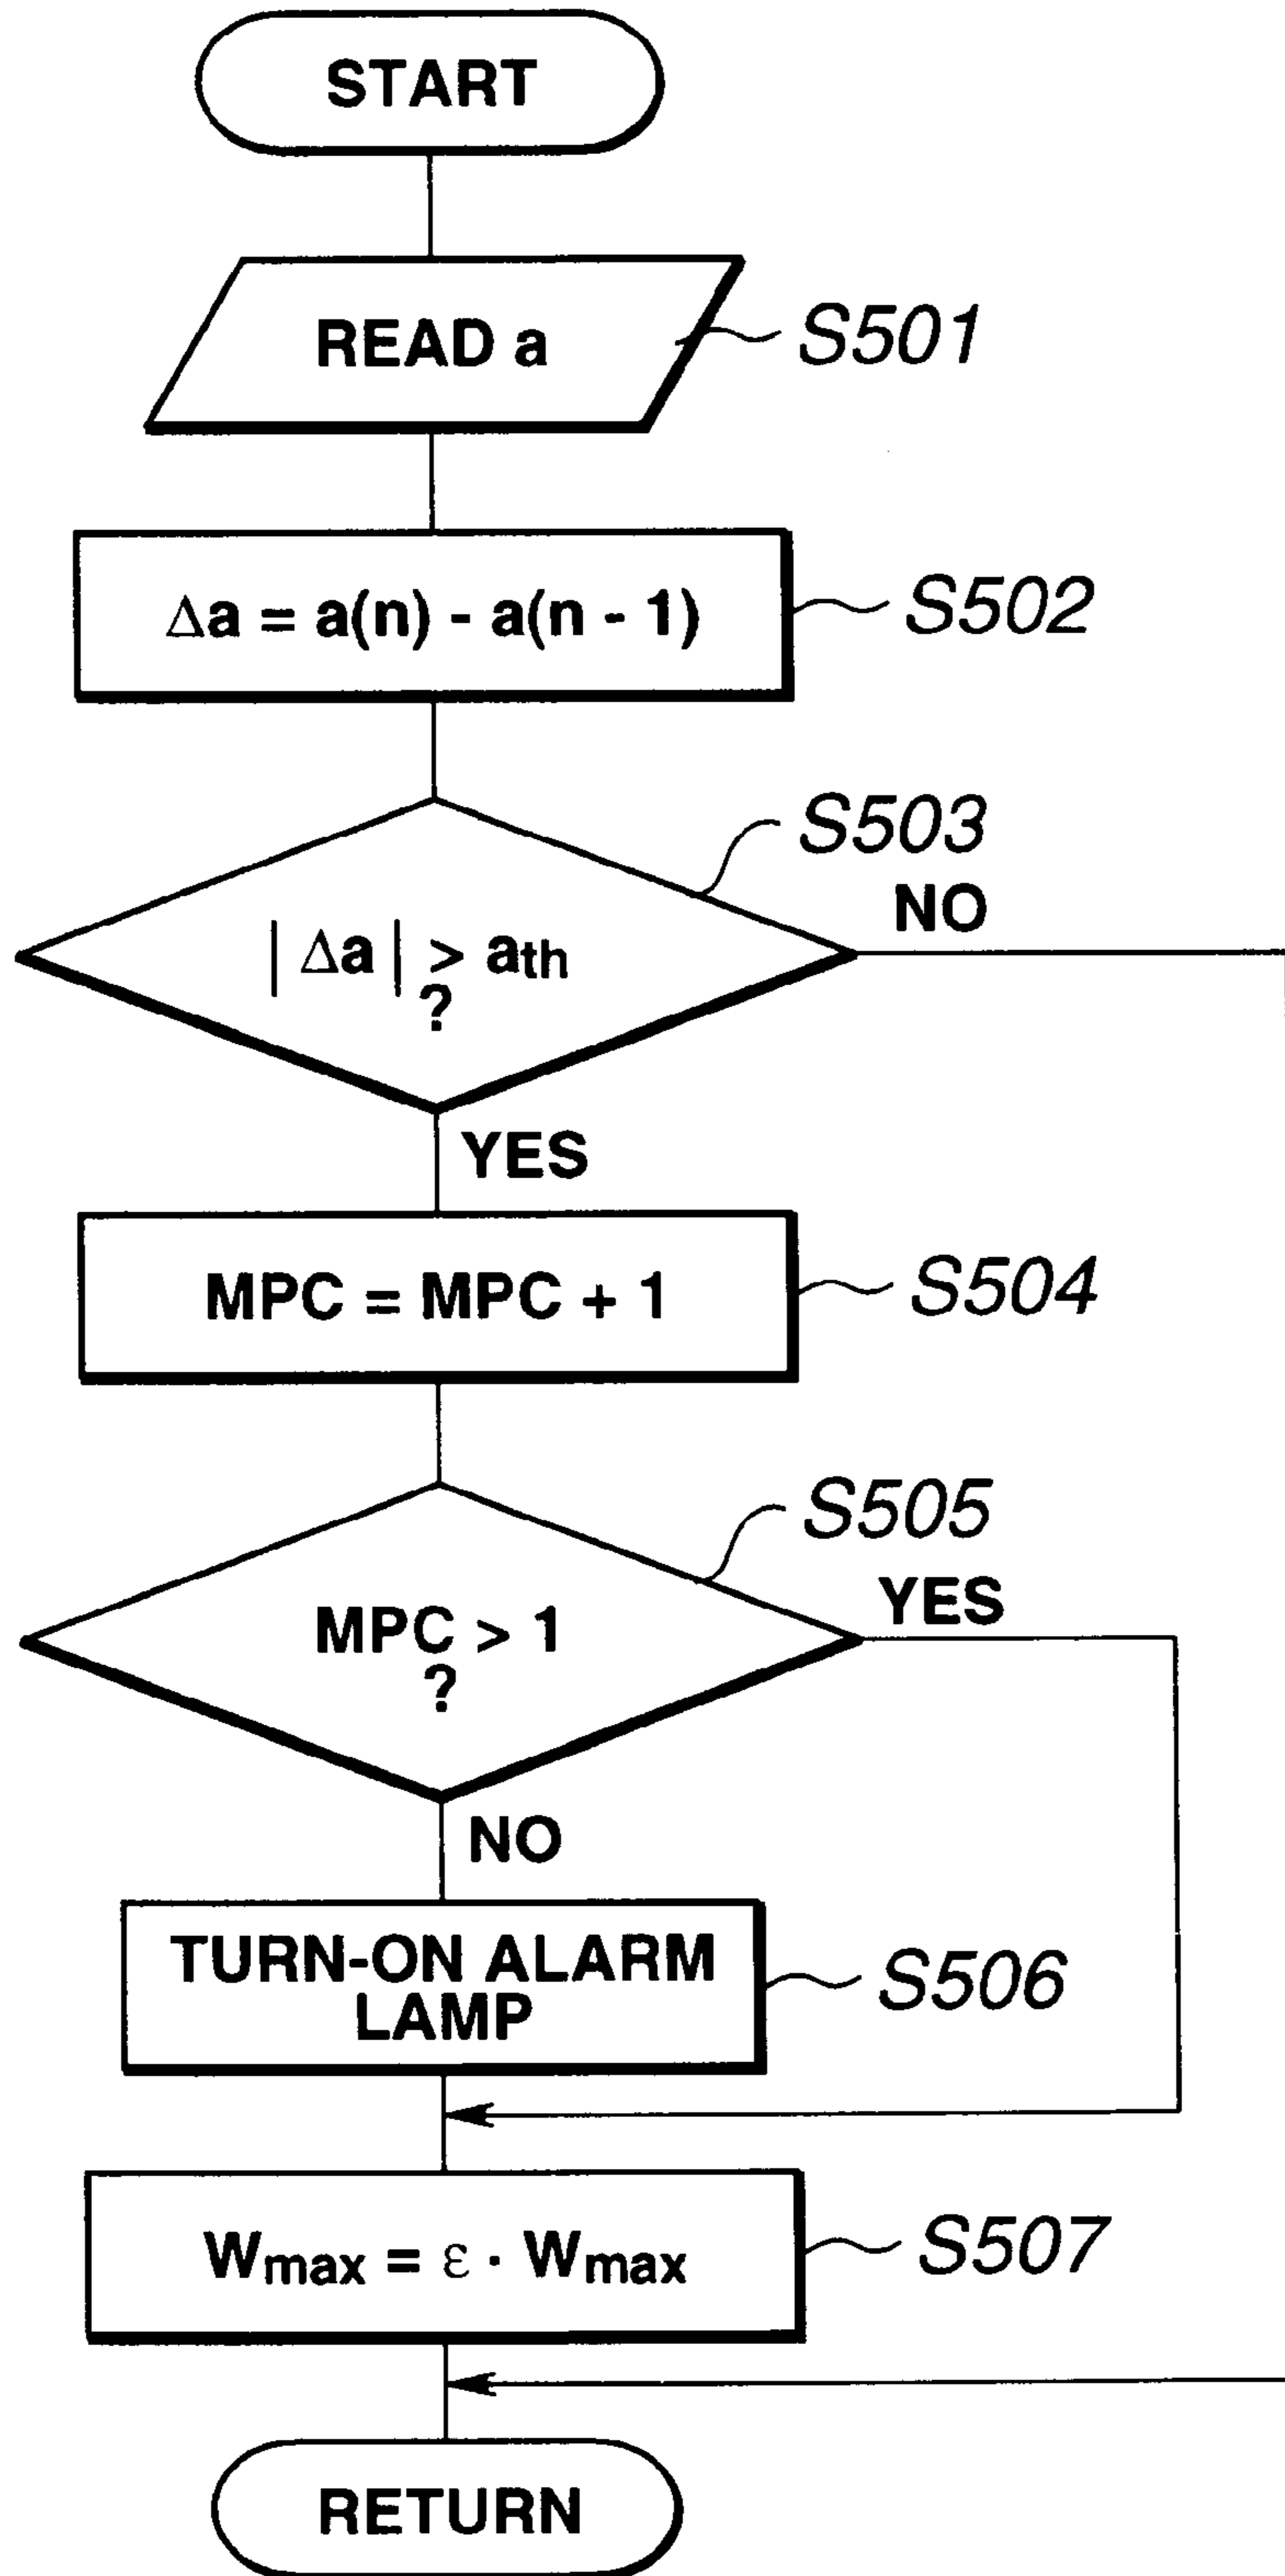 START
READ a
S501
Δa = a(n) - a(n - 1)
S502
S503
NO
| Δa | > ath
?
YES
MPC = MPC + 1
S504
S505
YES
MPC > 1
?
NO
TURN-ON ALARM
LAMP
S506
Wmax = ε · Wmax
S507
RETURN